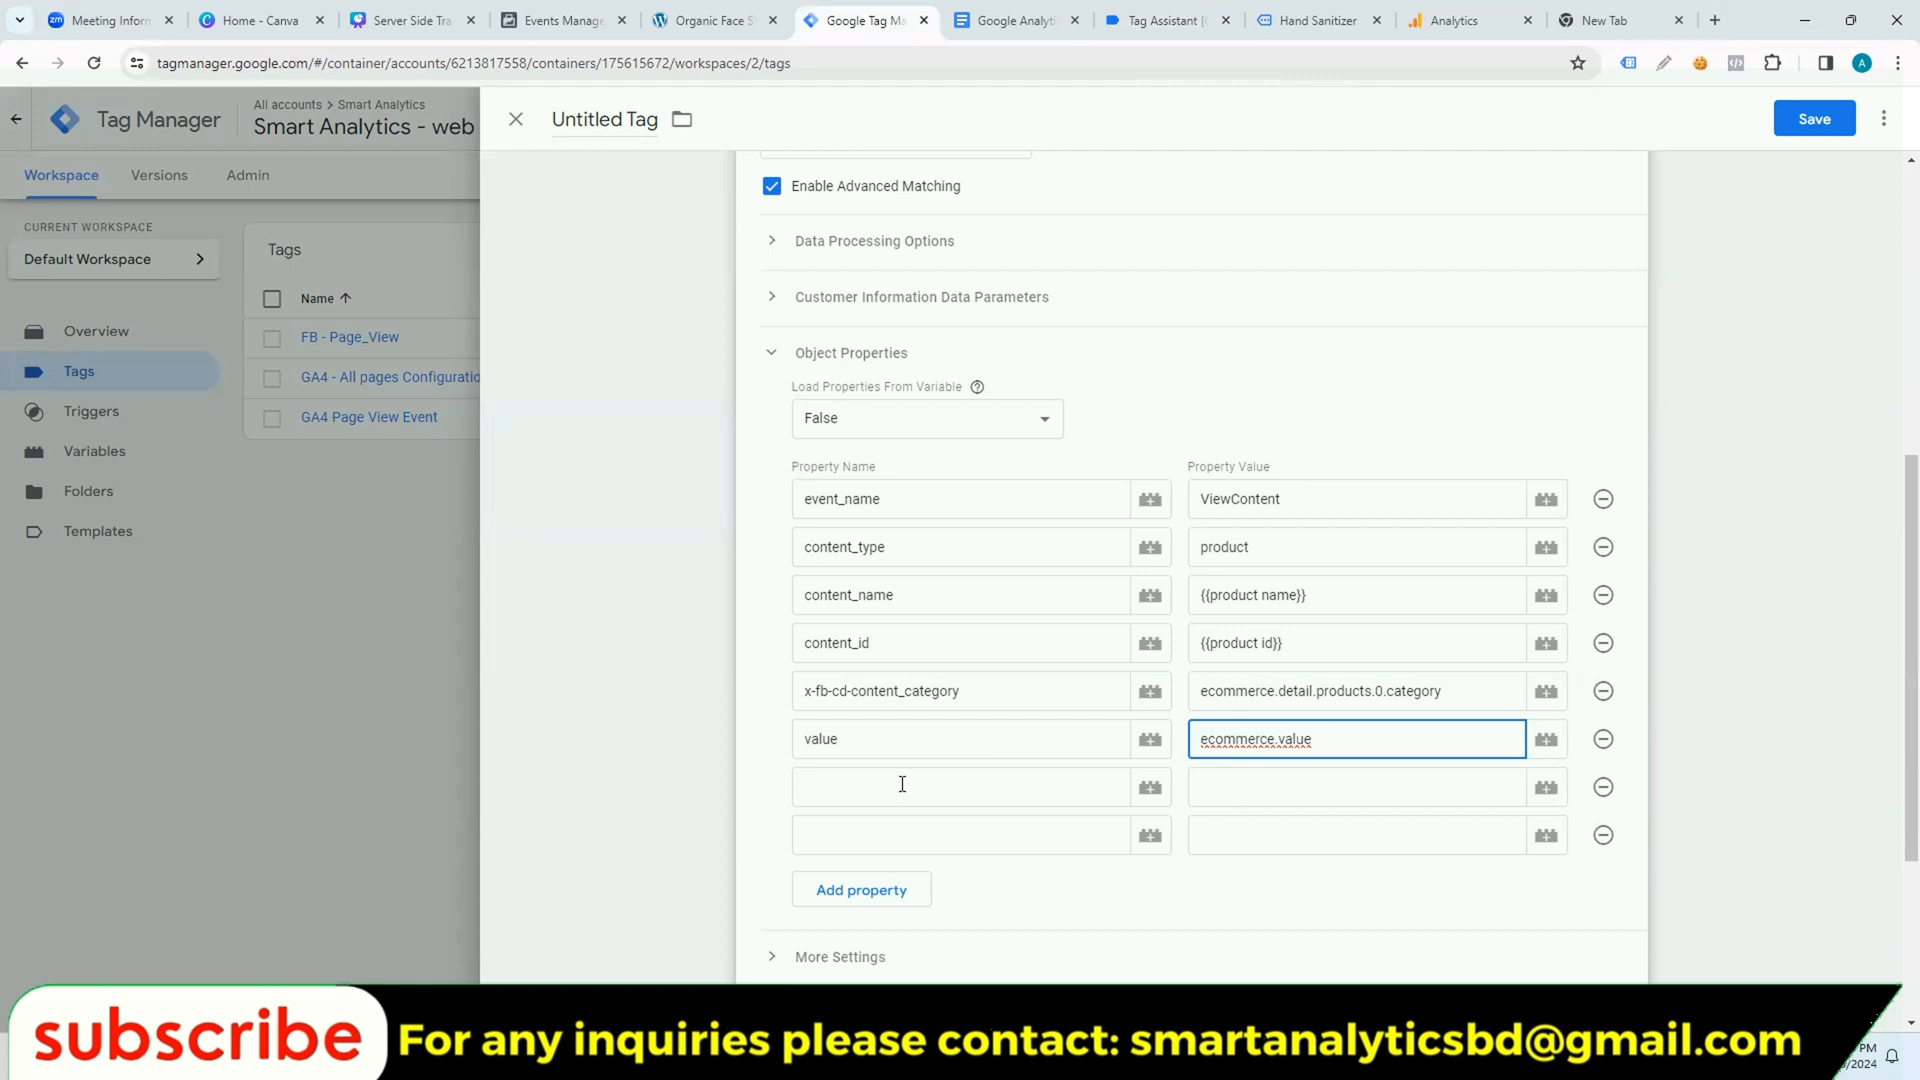 Meeting Inforn
Home - Canva
Server Side Tra
Events Manage
Organic Face S
Google Tag Ma
Google Analyti
Tag Assistant [
Hand Sanitizer
Analytics
New Tab
tagmanager.google.com/#/container/accounts/6213817558/containers/175615672/workspaces/2/tags
Tag Manager
All accounts > Smart Analytics
Smart Analytics - web
Untitled Tag
Save
Workspace
Versions
Admin
CURRENT WORKSPACE
Default Workspace
Overview
Tags
Triggers
Variables
Folders
Templates
Tags
Name
FB - Page_View
GA4 - All pages Configuratio
GA4 Page View Event
Enable Advanced Matching
Data Processing Options
Customer Information Data Parameters
Object Properties
Load Properties From Variable
False
Property Name Property Value
event_name ViewContent
content_type product
content_name {{product name}}
content_id {{product id}}
x-fb-cd-content_category ecommerce.detail.products.0.category
value ecommerce.value
Add property
More Settings
subscribe
For any inquiries please contact: smartanalyticsbd@gmail.com
PM
/2024